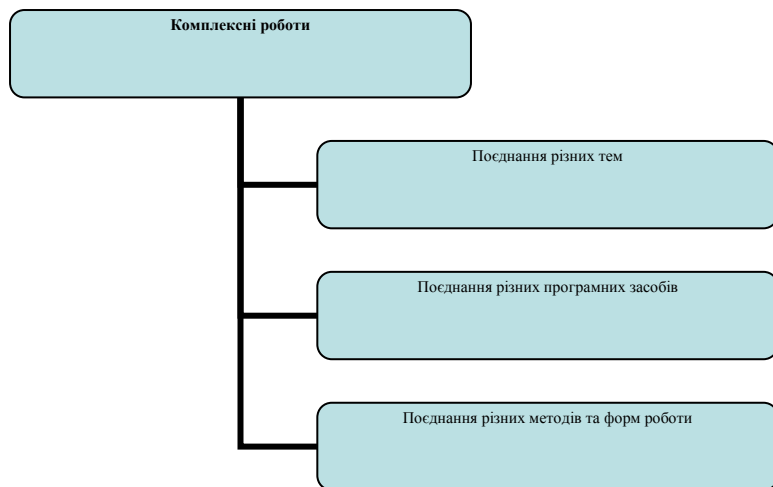 Комплексні роботи
Поєднання різних тем
Поєднання різних програмних засобів
Поєднання різних методів та форм роботи